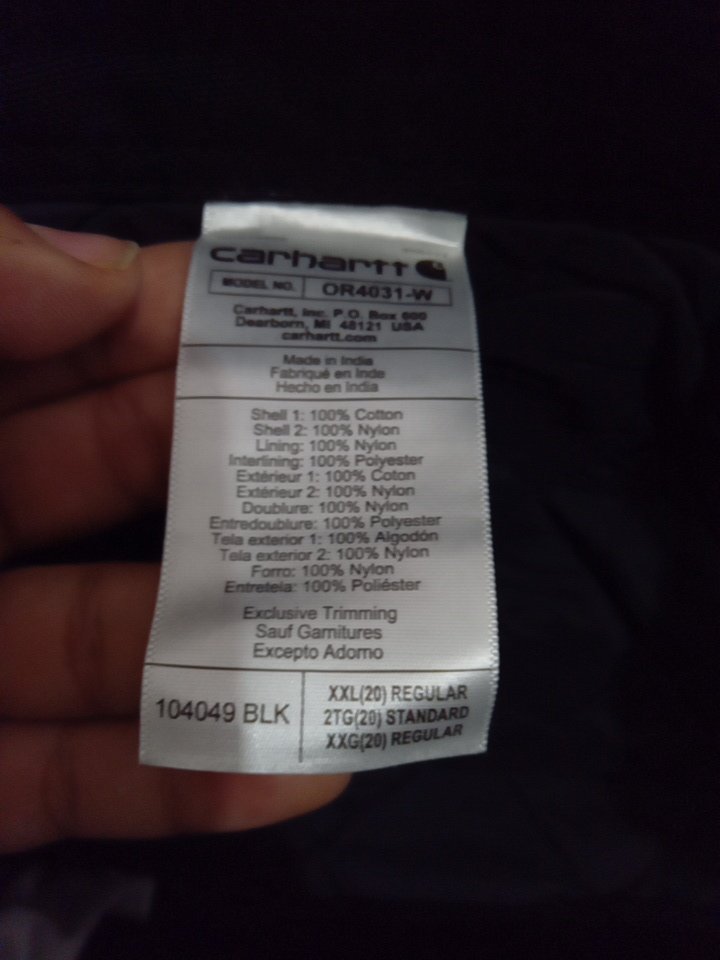 carhartt
MODEL NO. OR4031-W
Carhartt, Inc. P.O. Box 600
Dearborn, MI 48121 USA
carhartt.com
Made in India
Fabriqué en Inde
Hecho en India
Shell 1: 100% Cotton
Shell 2: 100% Nylon
Lining: 100% Nylon
Interlining: 100% Polyester
Extérieur 1: 100% Coton
Extérieur 2: 100% Nylon
Doublure: 100% Nylon
Entredoublure: 100% Polyester
Tela exterior 1: 100% Algodón
Tela exterior 2: 100% Nylon
Forro: 100% Nylon
Entretela: 100% Poliéster
Exclusive Trimming
Sauf Garnitures
Excepto Adorno
104049 BLK
XXL(20) REGULAR
2TG(20) STANDARD
XXG(20) REGULAR